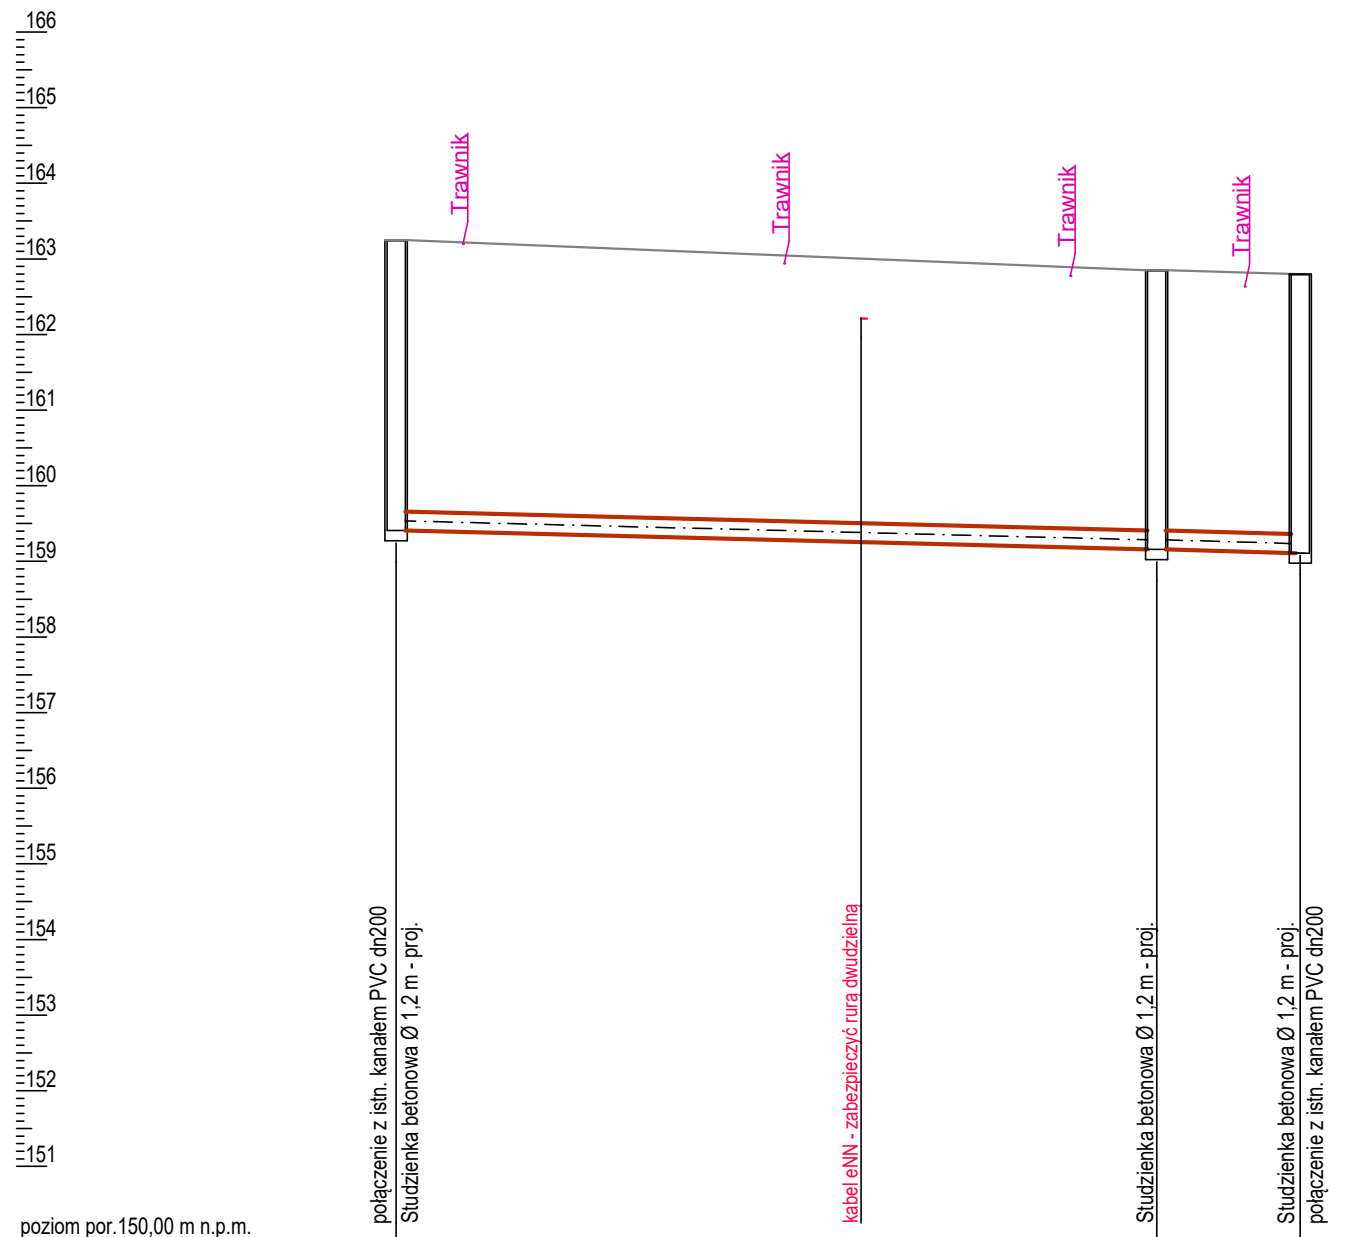 166
165
164
163
162
161
160
159
158
157
156
155
154
153
152
151
Trawnik
Trawnik
Trawnik
Trawnik
połączenie z istn. kanałem PVC dn200
Studzienka betonowa Ø 1,2 m - proj.
kabel eNN - zabezpieczyć rurą dwudzielną
Studzienka betonowa Ø 1,2 m - proj.
Studzienka betonowa Ø 1,2 m - proj.
połączenie z istn. kanałem PVC dn200
poziom por.150,00 m n.p.m.